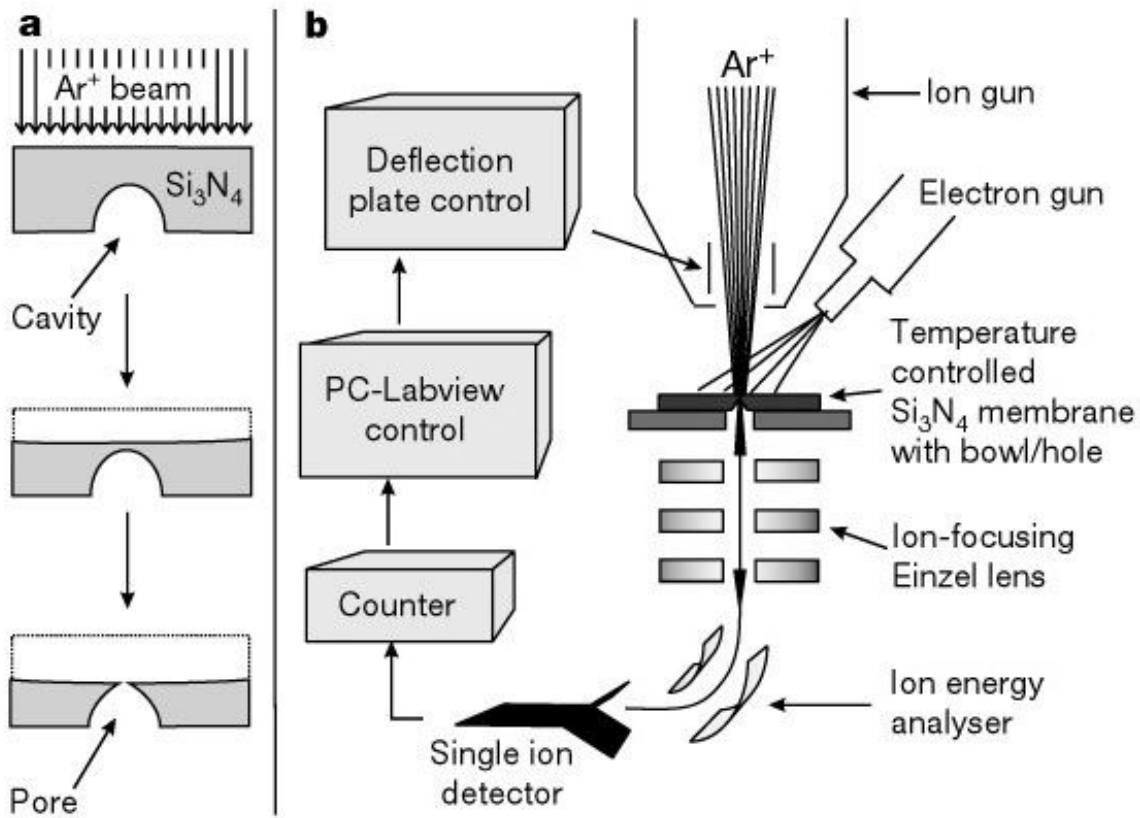 a
Ar⁺ beam
Si₃N₄
Cavity
Pore
b
Ar⁺
Ion gun
Deflection
plate control
Electron gun
Temperature
controlled
Si₃N₄ membrane
with bowl/hole
PC-Labview
control
Ion-focusing
Einzel lens
Counter
Ion energy
analyser
Single ion
detector